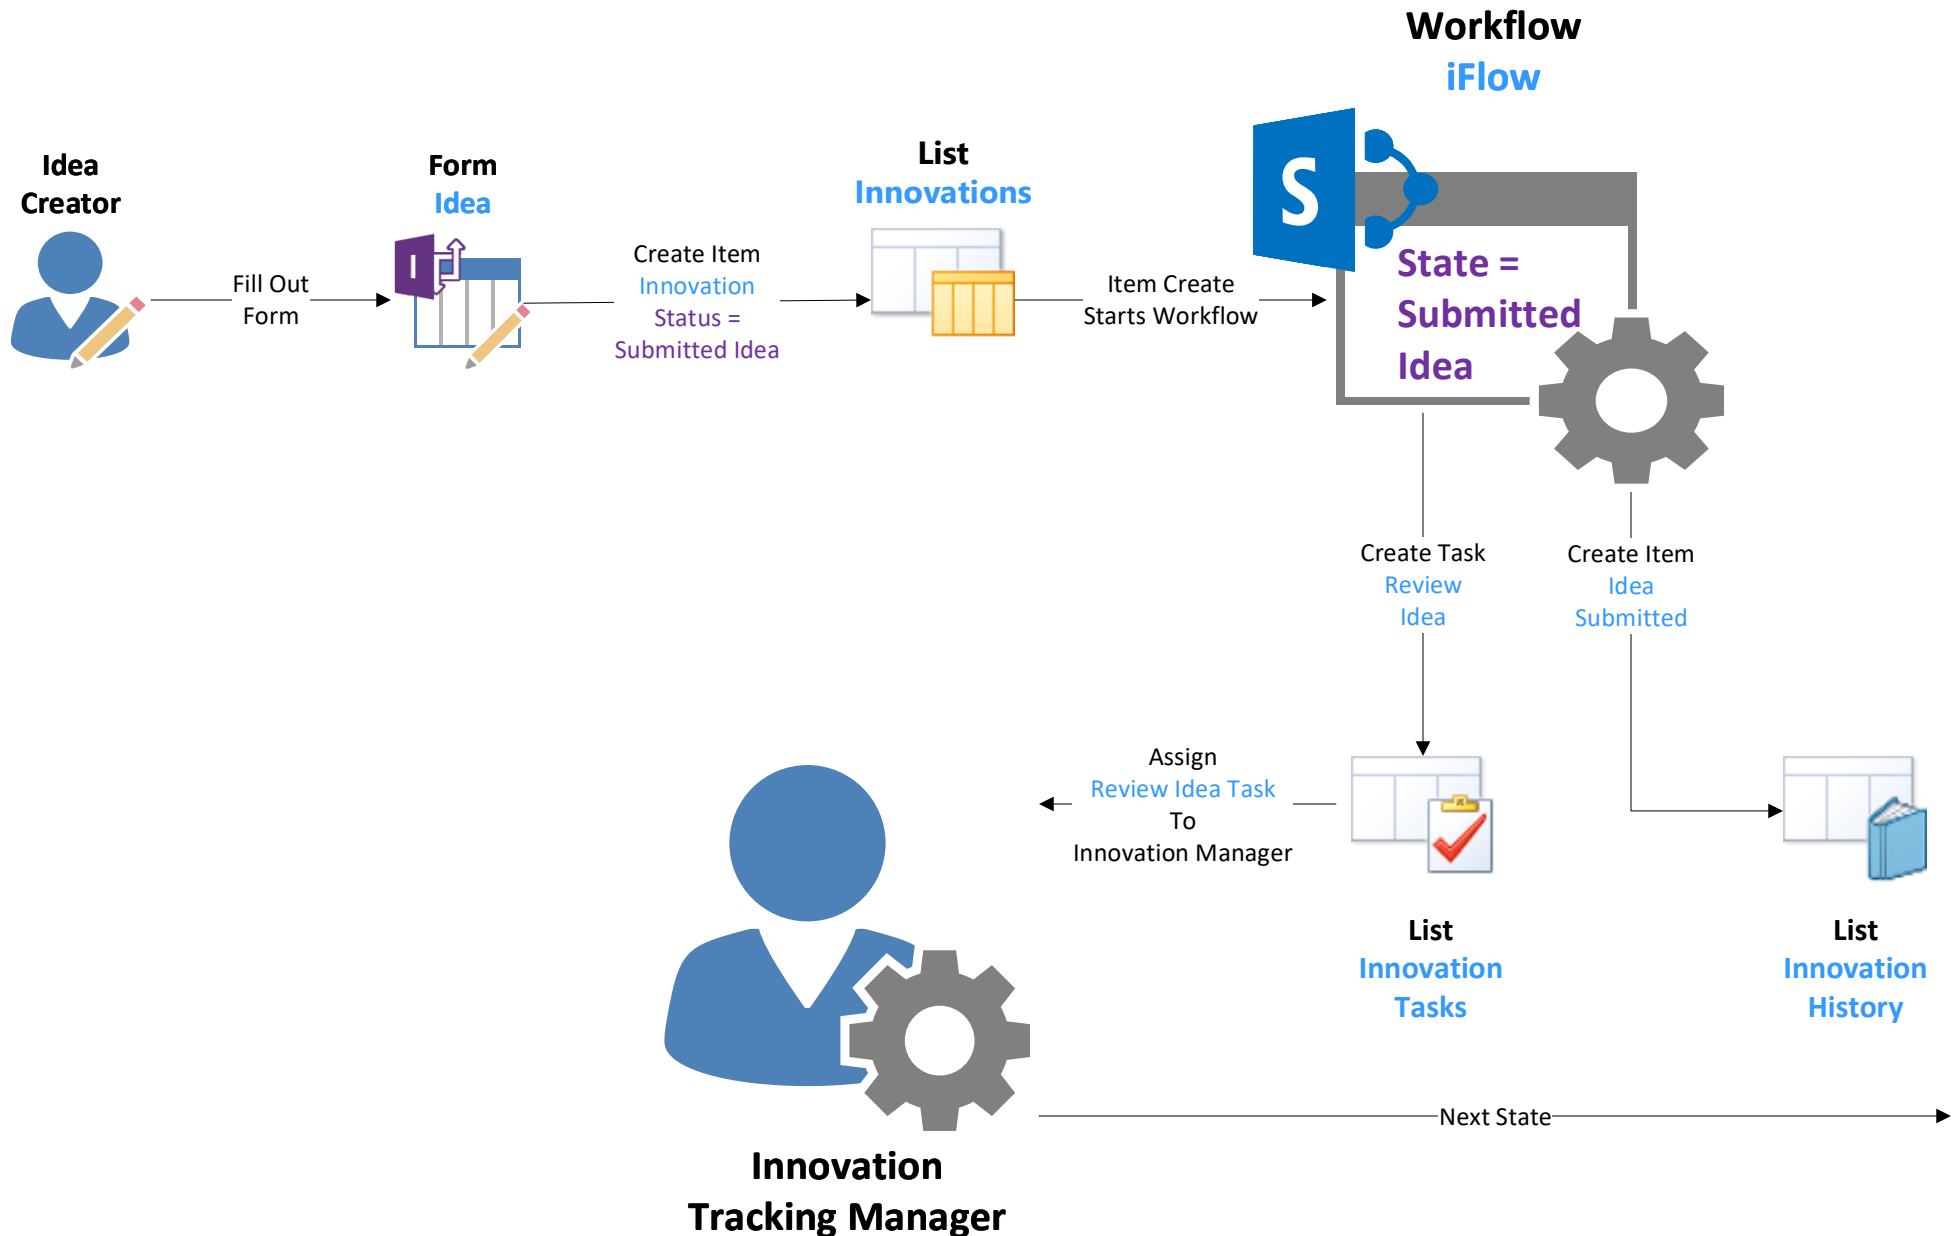 Workflow
iFlow
Idea
Creator
Form
Idea
List
Innovations
Fill Out
Form
I
Create Item
Innovation
Status =
Submitted Idea
Item Create
Starts Workflow
S
State =
Submitted
Idea
Create Task
Review
Idea
Create Item
Idea
Submitted
Assign
Review Idea Task
To
Innovation Manager
List
Innovation
Tasks
List
Innovation
History
Next State
Innovation
Tracking Manager